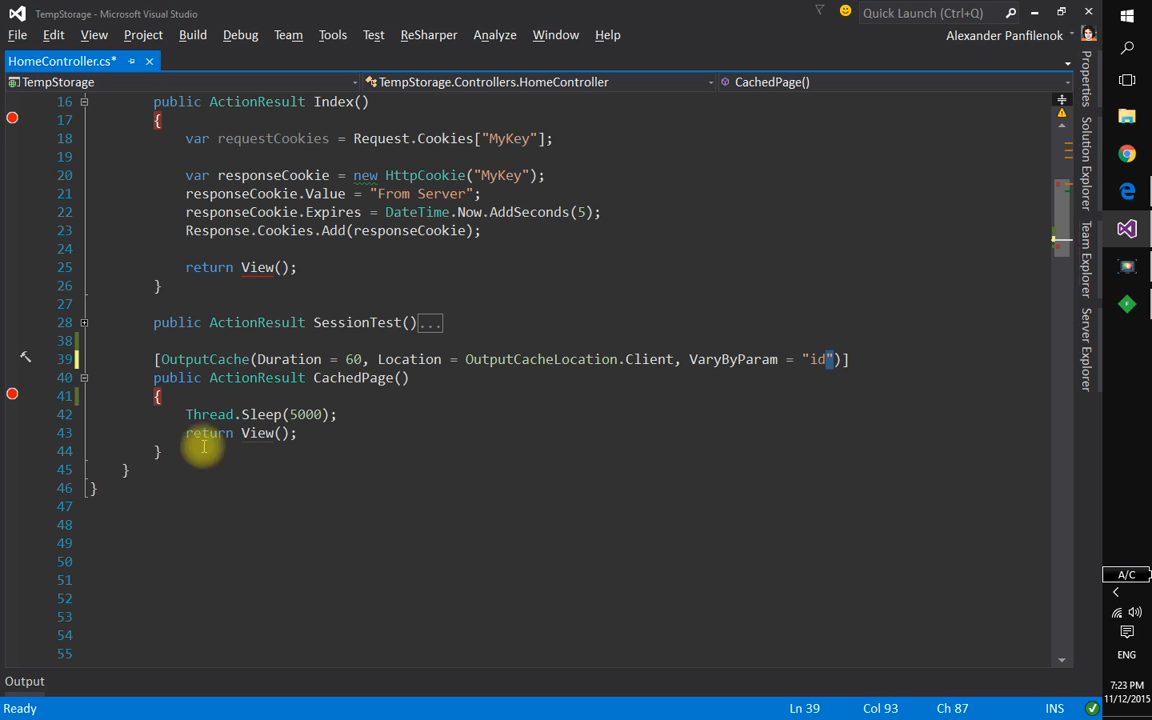 TempStorage - Microsoft Visual Studio
Quick Launch (Ctrl+Q)
File Edit View Project Build Debug Team Tools Test ReSharper Analyze Window Help
Alexander Panfilenok
HomeController.cs*
TempStorage
TempStorage.Controllers.HomeController
CachedPage()
16 public ActionResult Index()
17 {
18 var requestCookies = Request.Cookies["MyKey"];
19
20 var responseCookie = new HttpCookie("MyKey");
21 responseCookie.Value = "From Server";
22 responseCookie.Expires = DateTime.Now.AddSeconds(5);
23 Response.Cookies.Add(responseCookie);
24
25 return View();
26 }
27
28 public ActionResult SessionTest()...
38
39 [OutputCache(Duration = 60, Location = OutputCacheLocation.Client, VaryByParam = "id")]
40 public ActionResult CachedPage()
41 {
42 Thread.Sleep(5000);
43 return View();
44 }
45 }
46 }
47
48
49
50
51
52
53
54
55
Properties
Solution Explorer
Team Explorer
Server Explorer
Output
Ready
Ln 39
Col 93
Ch 87
INS
A/C
ENG
7:23 PM
11/12/2015